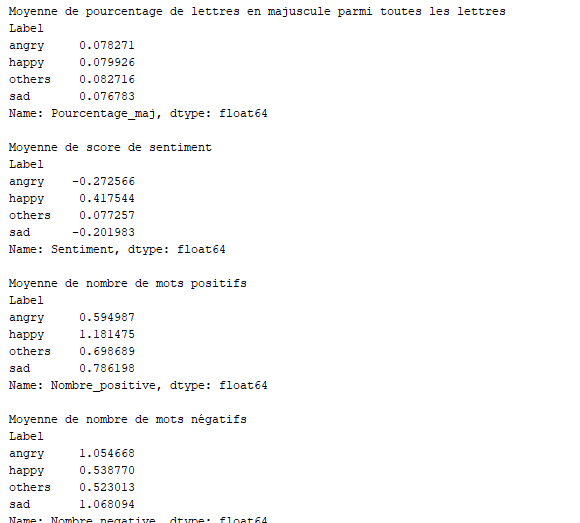 Moyenne de pourcentage de lettres en majuscule parmi toutes les lettres
Label
angry     0.078271
happy     0.079926
others    0.082716
sad       0.076783
Name: Pourcentage_maj, dtype: float64

Moyenne de score de sentiment
Label
angry    -0.272566
happy     0.417544
others    0.077257
sad      -0.201983
Name: Sentiment, dtype: float64

Moyenne de nombre de mots positifs
Label
angry     0.594987
happy     1.181475
others    0.698689
sad       0.786198
Name: Nombre_positive, dtype: float64

Moyenne de nombre de mots négatifs
Label
angry     1.054668
happy     0.538770
others    0.523013
sad       1.068094
Name: Nombre_negative, dtype: float64